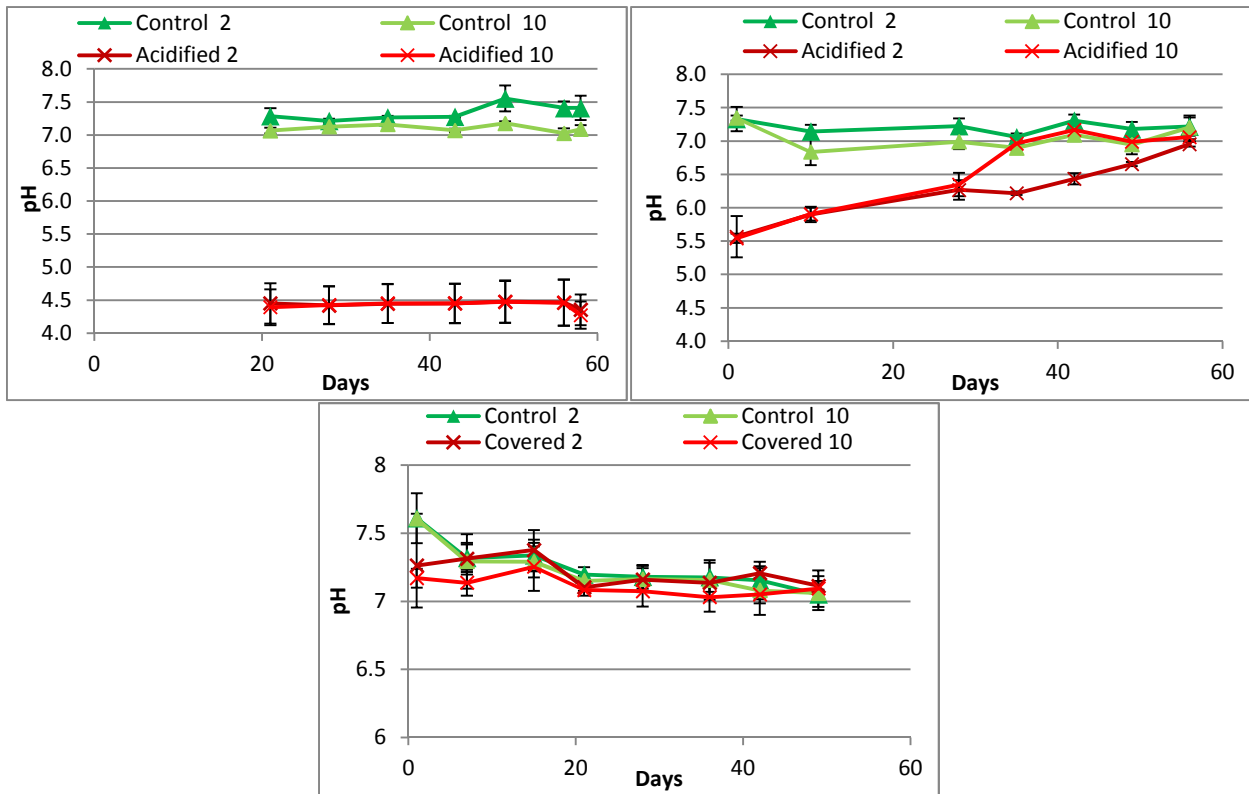 Control 2 Control 10
Acidified 2 Acidified 10
8.0
7.5
7.0
6.5
6.0
5.5
5.0
4.5
4.0
pH
0 20 40 60
Days
Control 2 Control 10
Acidified 2 Acidified 10
8.0
7.5
7.0
6.5
6.0
5.5
5.0
4.5
4.0
pH
0 20 40 60
Days
Control 2 Control 10
Covered 2 Covered 10
8
7.5
7
6.5
6
pH
0 20 40 60
Days